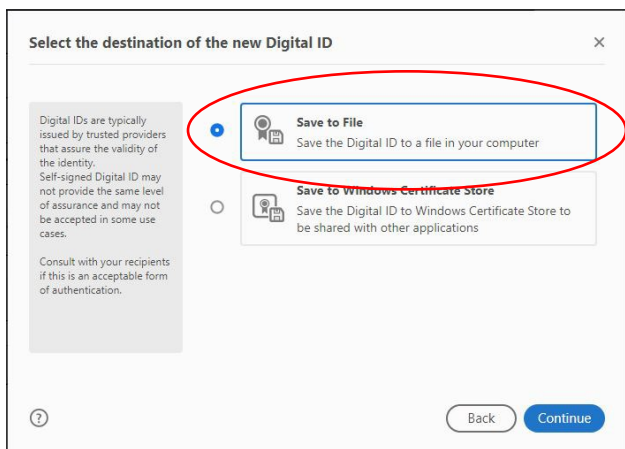 Select the destination of the new Digital ID
Digital IDs are typically
issued by trusted providers
that assure the validity of
the identity.
Self-signed Digital ID may
not provide the same level
of assurance and may not
be accepted in some use
cases.
Consult with your recipients
if this is an acceptable form
of authentication.
Save to File
Save the Digital ID to a file in your computer
Save to Windows Certificate Store
Save the Digital ID to Windows Certificate Store to
be shared with other applications
?
Back
Continue